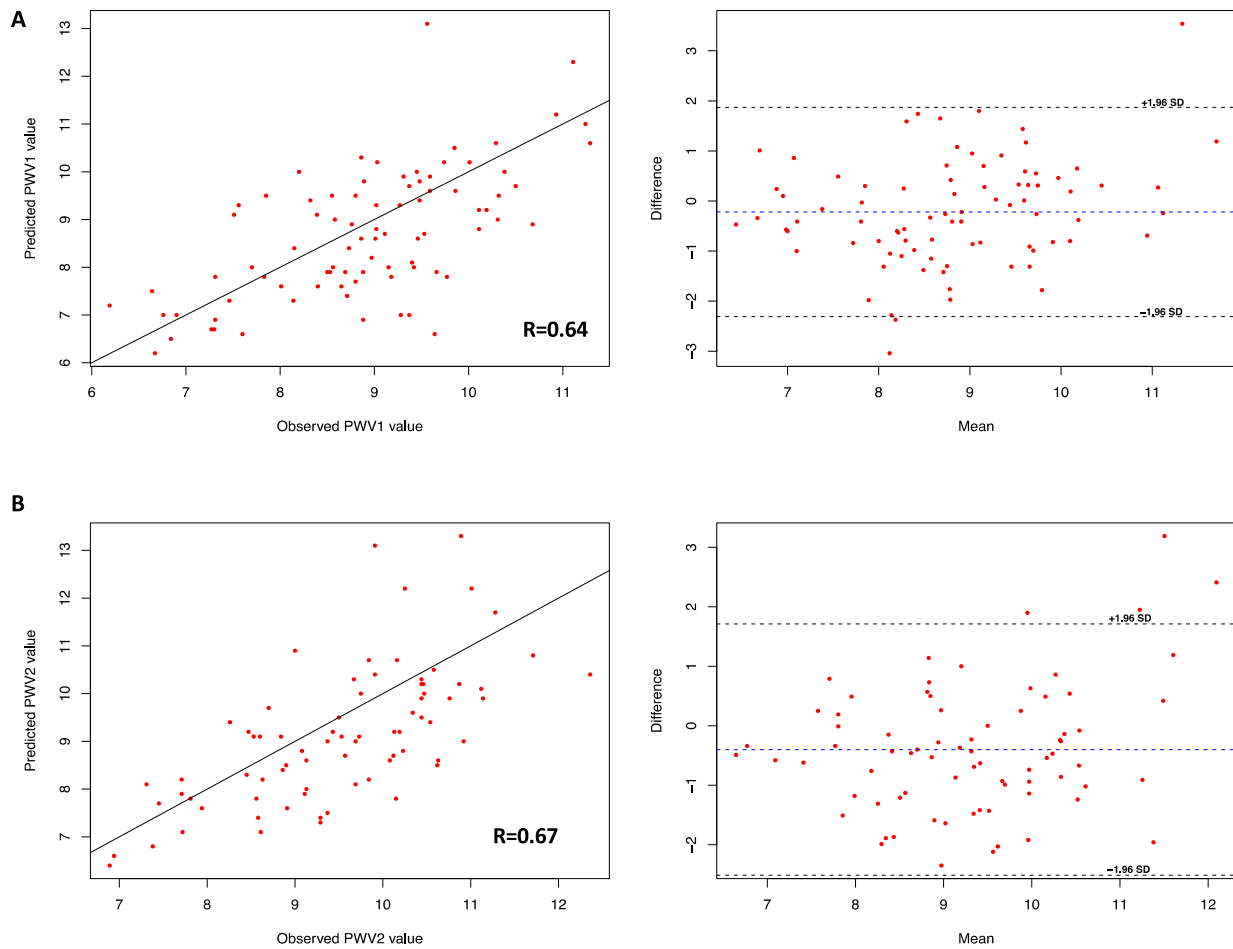 A
13
12
11
10
9
8
7
6
Predicted PWV1 value
R=0.64
6 7 8 9 10 11
Observed PWV1 value
3
2
1
0
−1
−2
−3
Difference
+1.96 SD
−1.96 SD
7 8 9 10 11
Mean
B
13
12
11
10
9
8
7
Predicted PWV2 value
R=0.67
7 8 9 10 11 12
Observed PWV2 value
3
2
1
0
−1
−2
Difference
+1.96 SD
−1.96 SD
7 8 9 10 11 12
Mean